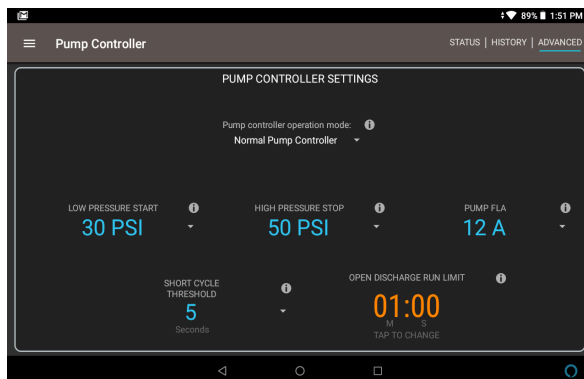 89% 1:51 PM
Pump Controller
STATUS | HISTORY | ADVANCED
PUMP CONTROLLER SETTINGS
Pump controller operation mode:
Normal Pump Controller
LOW PRESSURE START
30 PSI
HIGH PRESSURE STOP
50 PSI
PUMP FLA
12 A
SHORT CYCLE
THRESHOLD
5
Seconds
OPEN DISCHARGE RUN LIMIT
01:00
M S
TAP TO CHANGE